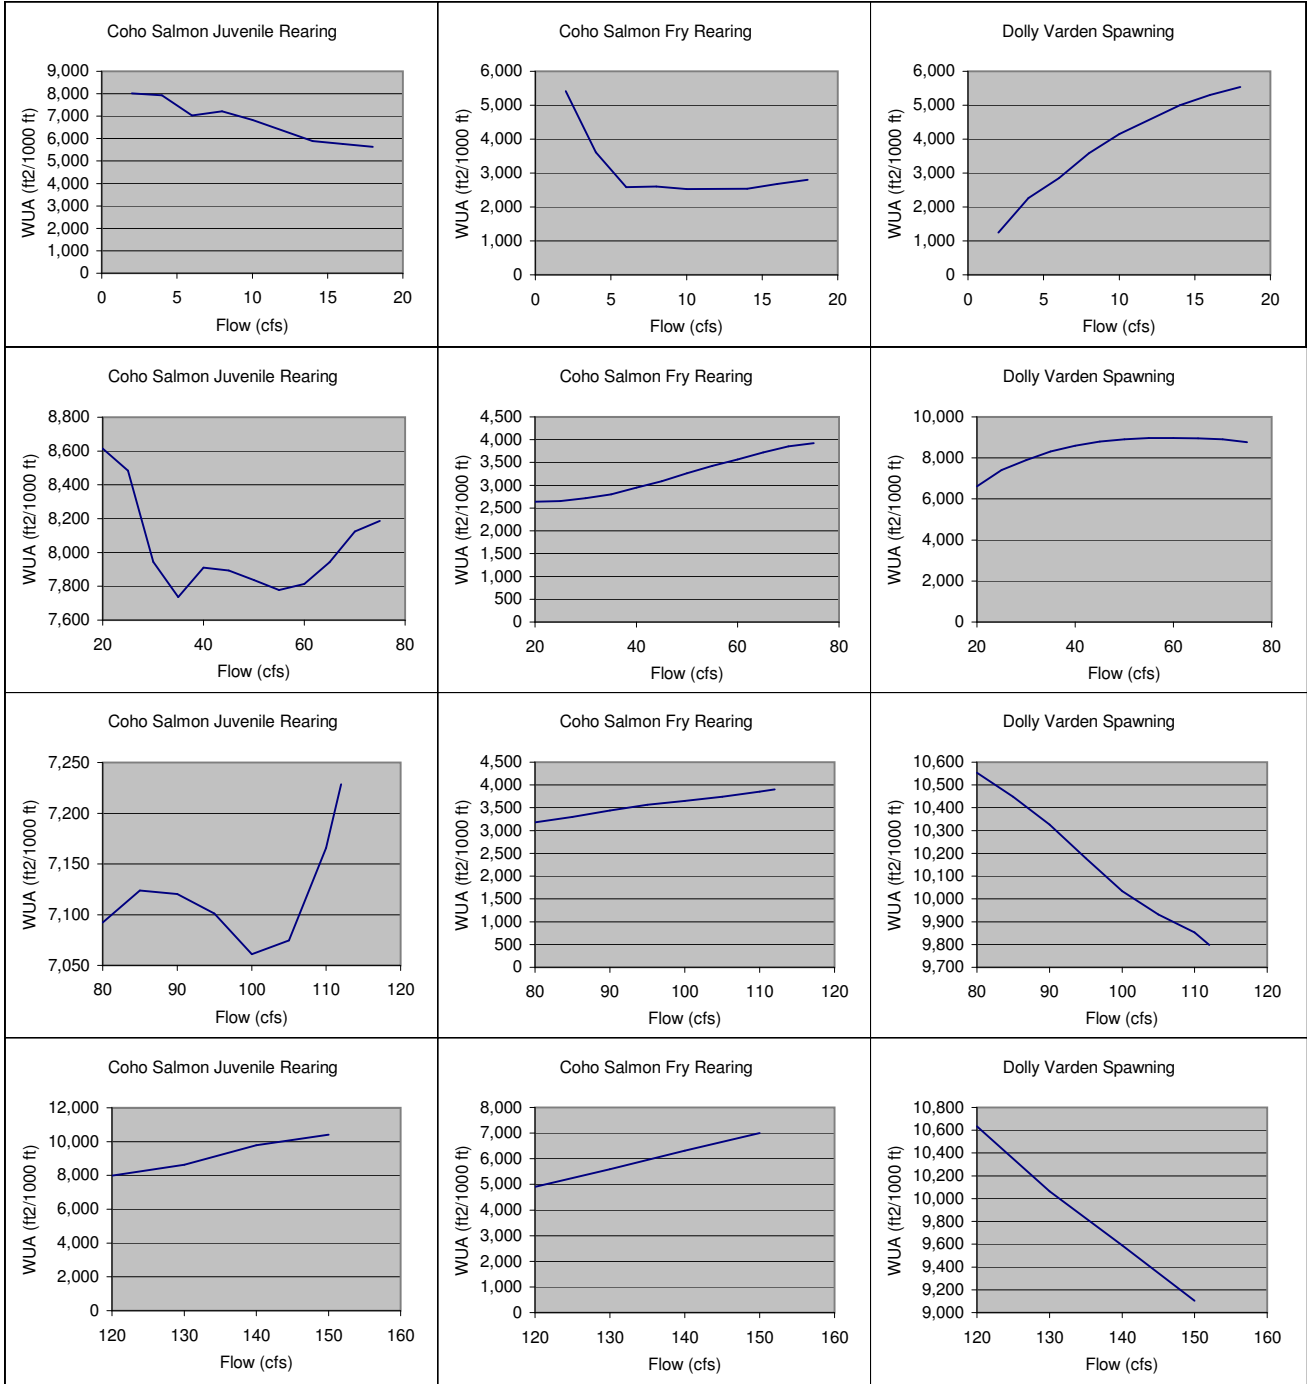 Coho Salmon Juvenile Rearing
WUA (ft2/1000 ft)
9,000
8,000
7,000
6,000
5,000
4,000
3,000
2,000
1,000
0
0 5 10 15 20
Flow (cfs)
Coho Salmon Fry Rearing
WUA (ft2/1000 ft)
6,000
5,000
4,000
3,000
2,000
1,000
0
0 5 10 15 20
Flow (cfs)
Dolly Varden Spawning
WUA (ft2/1000 ft)
6,000
5,000
4,000
3,000
2,000
1,000
0
0 5 10 15 20
Flow (cfs)
Coho Salmon Juvenile Rearing
WUA (ft2/1000 ft)
8,800
8,600
8,400
8,200
8,000
7,800
7,600
20 40 60 80
Flow (cfs)
Coho Salmon Fry Rearing
WUA (ft2/1000 ft)
4,500
4,000
3,500
3,000
2,500
2,000
1,500
1,000
500
0
20 40 60 80
Flow (cfs)
Dolly Varden Spawning
WUA (ft2/1000 ft)
10,000
8,000
6,000
4,000
2,000
0
20 40 60 80
Flow (cfs)
Coho Salmon Juvenile Rearing
WUA (ft2/1000 ft)
7,250
7,200
7,150
7,100
7,050
80 90 100 110 120
Flow (cfs)
Coho Salmon Fry Rearing
WUA (ft2/1000 ft)
4,500
4,000
3,500
3,000
2,500
2,000
1,500
1,000
500
0
80 90 100 110 120
Flow (cfs)
Dolly Varden Spawning
WUA (ft2/1000 ft)
10,600
10,500
10,400
10,300
10,200
10,100
10,000
9,900
9,800
9,700
80 90 100 110 120
Flow (cfs)
Coho Salmon Juvenile Rearing
WUA (ft2/1000 ft)
12,000
10,000
8,000
6,000
4,000
2,000
0
120 130 140 150 160
Flow (cfs)
Coho Salmon Fry Rearing
WUA (ft2/1000 ft)
8,000
7,000
6,000
5,000
4,000
3,000
2,000
1,000
0
120 130 140 150 160
Flow (cfs)
Dolly Varden Spawning
WUA (ft2/1000 ft)
10,800
10,600
10,400
10,200
10,000
9,800
9,600
9,400
9,200
9,000
120 130 140 150 160
Flow (cfs)